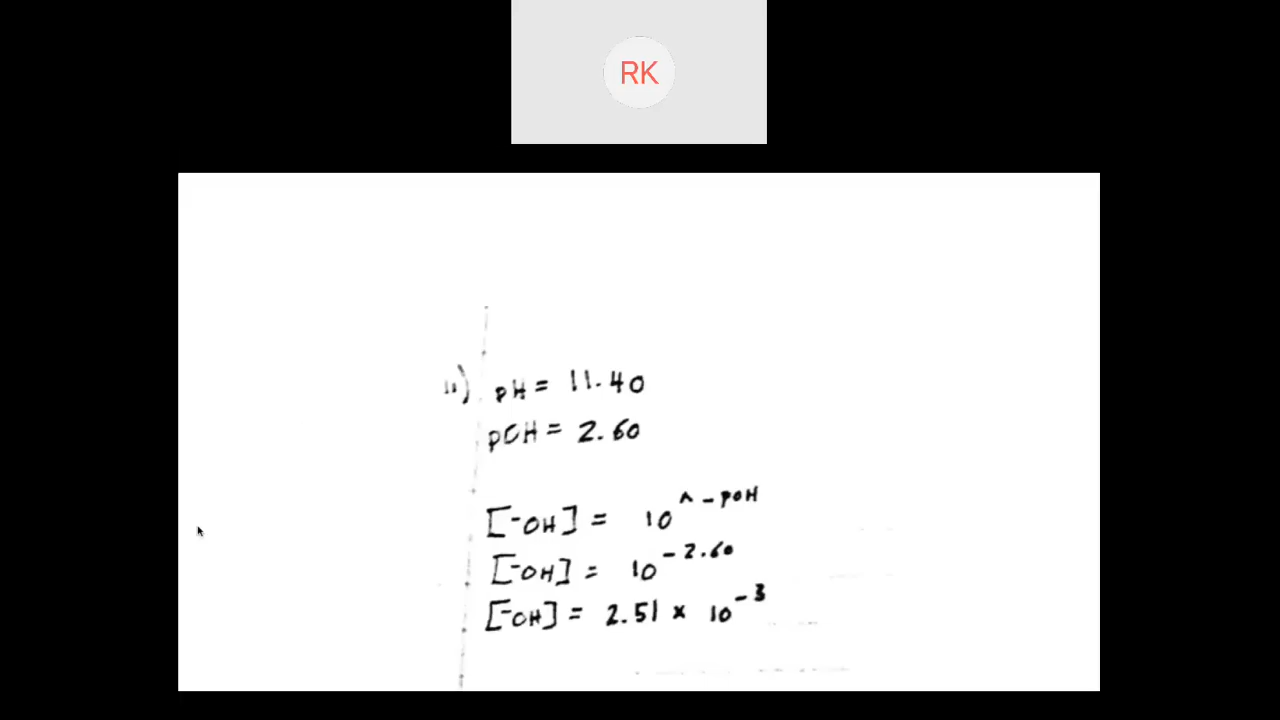 RK
11) pH = 11.40
pOH = 2.60
[⁻OH] = 10^-pOH
[⁻OH] = 10⁻²·⁶⁰
[⁻OH] = 2.51 × 10⁻³